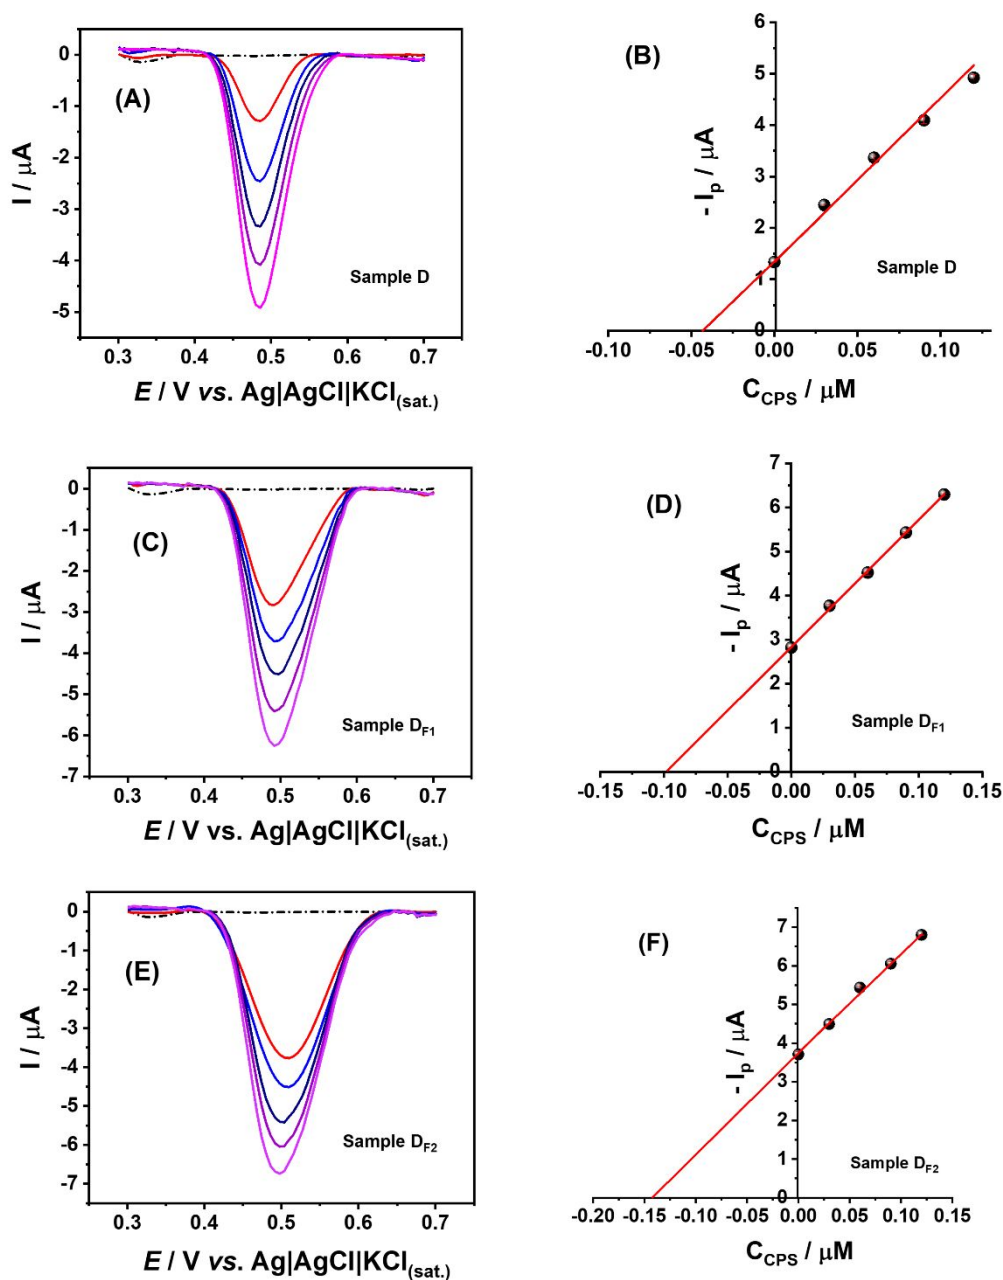 (A)
I / μA
0
-1
-2
-3
-4
-5
Sample D
0.3 0.4 0.5 0.6 0.7
E / V vs. Ag|AgCl|KCl(sat.)
(B)
- Ip / μA
6
5
4
3
2
1
0
Sample D
-0.10 -0.05 0.00 0.05 0.10
CCPS / μM
(C)
I / μA
0
-1
-2
-3
-4
-5
-6
-7
Sample DF1
0.3 0.4 0.5 0.6 0.7
E / V vs. Ag|AgCl|KCl(sat.)
(D)
- Ip / μA
7
6
5
4
3
2
1
0
Sample DF1
-0.15 -0.10 -0.05 0.00 0.05 0.10 0.15
CCPS / μM
(E)
I / μA
0
-1
-2
-3
-4
-5
-6
-7
Sample DF2
0.3 0.4 0.5 0.6 0.7
E / V vs. Ag|AgCl|KCl(sat.)
(F)
- Ip / μA
8
7
6
5
4
3
2
1
0
Sample DF2
-0.20 -0.15 -0.10 -0.05 0.00 0.05 0.10 0.15
CCPS / μM